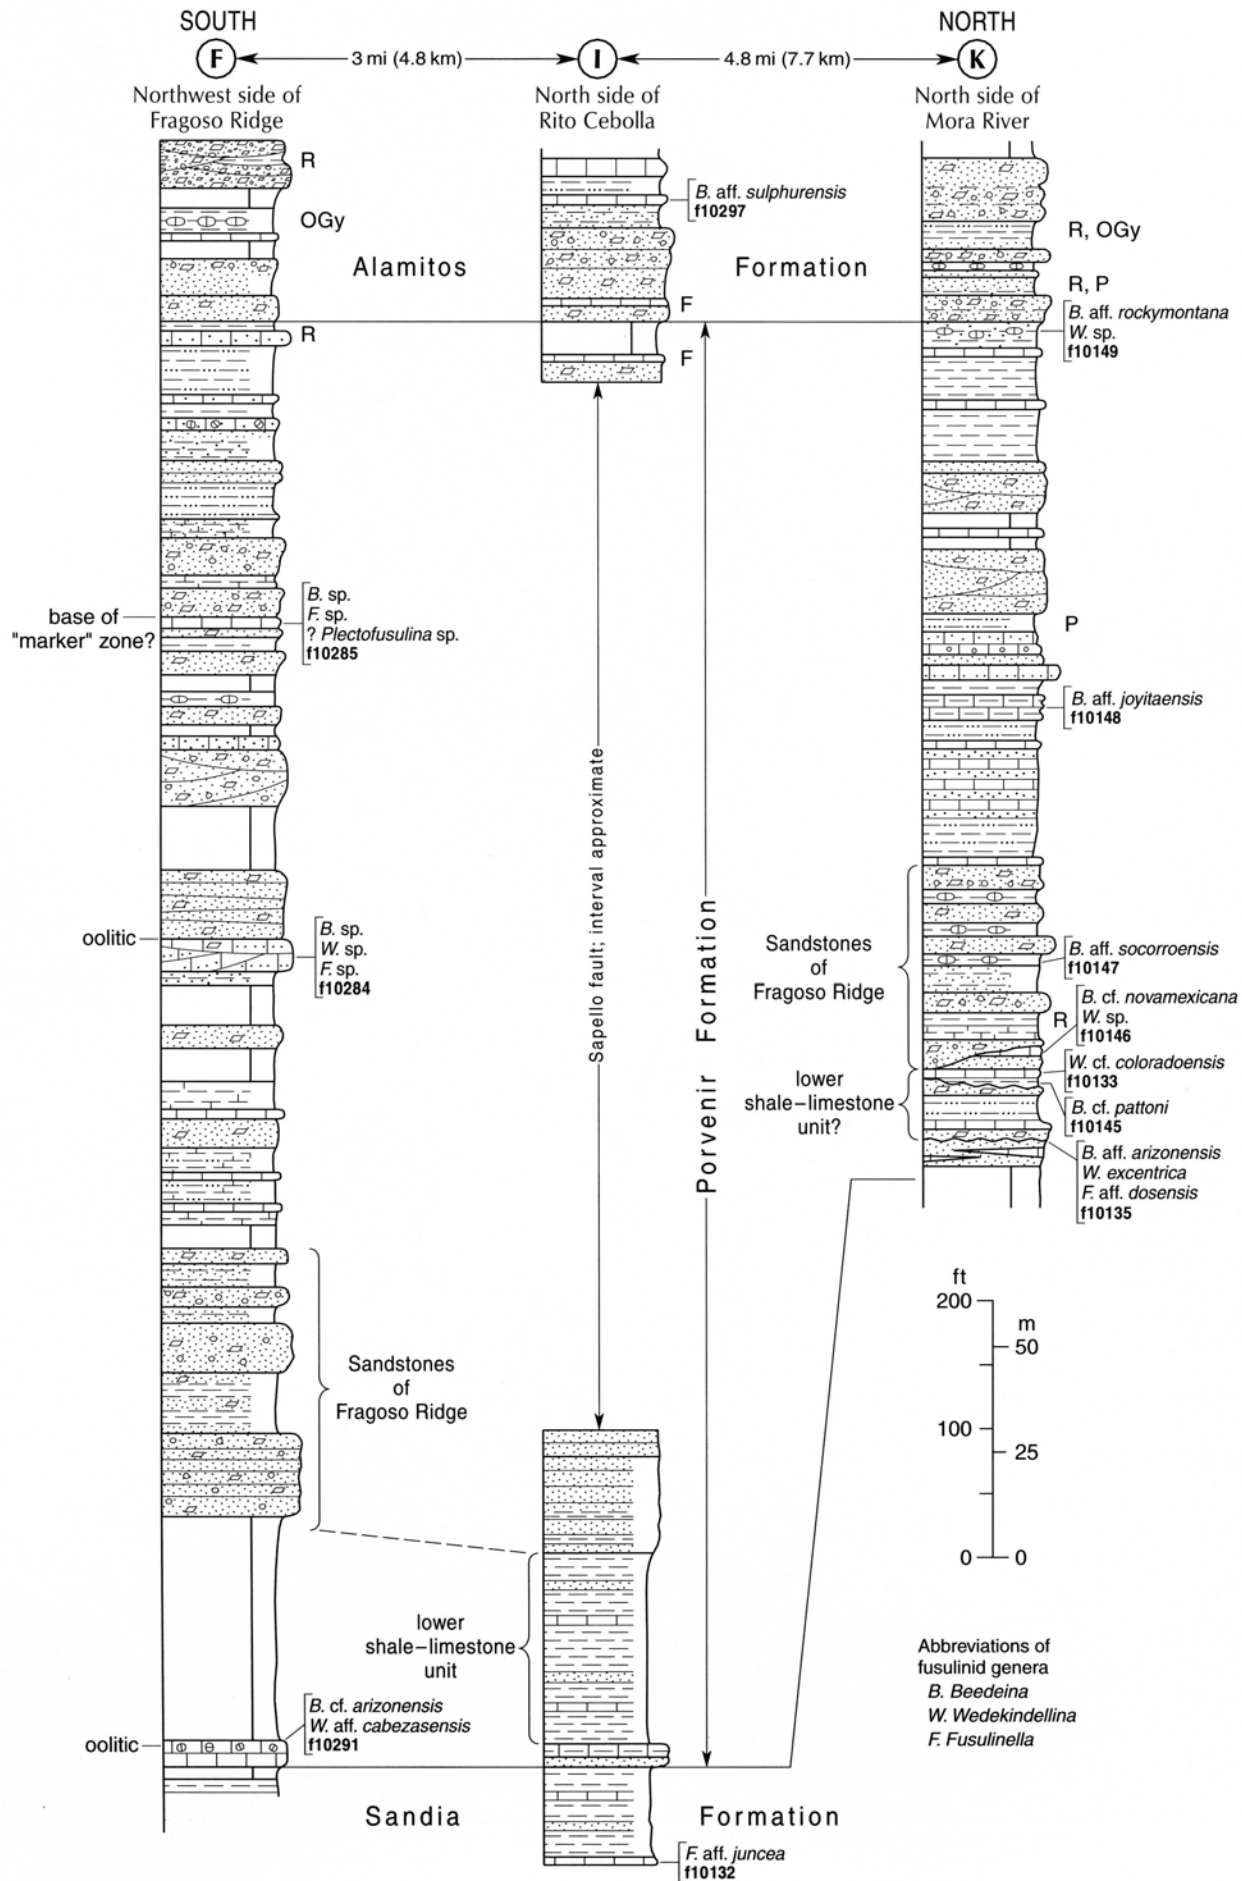 SOUTH
NORTH
F
3 mi (4.8 km)
I
4.8 mi (7.7 km)
K
Northwest side of
Fragoso Ridge
North side of
Rito Cebolla
North side of
Mora River
R
OGy
B. aff. sulphurensis
f10297
R, OGy
Alamitos
Formation
R, P
F
R
B. aff. rockymontana
W. sp.
f10149
F
base of
"marker" zone?
B. sp.
F. sp.
? Plectofusulina sp.
f10285
P
B. aff. joyitaensis
f10148
Sapello fault; interval approximate
Porvenir Formation
oolitic
B. sp.
W. sp.
F. sp.
f10284
Sandstones
of
Fragoso Ridge
B. aff. socorroensis
f10147
R
B. cf. novamexicana
W. sp.
f10146
W. cf. coloradoensis
f10133
lower
shale–limestone
unit?
B. cf. pattoni
f10145
B. aff. arizonensis
W. excentrica
F. aff. dosensis
f10135
ft
200
m
50
100
25
0
0
Sandstones
of
Fragoso Ridge
lower
shale–limestone
unit
oolitic
B. cf. arizonensis
W. aff. cabezasensis
f10291
Abbreviations of
fusulinid genera
B. Beedeina
W. Wedekindellina
F. Fusulinella
Sandia
Formation
F. aff. juncea
f10132